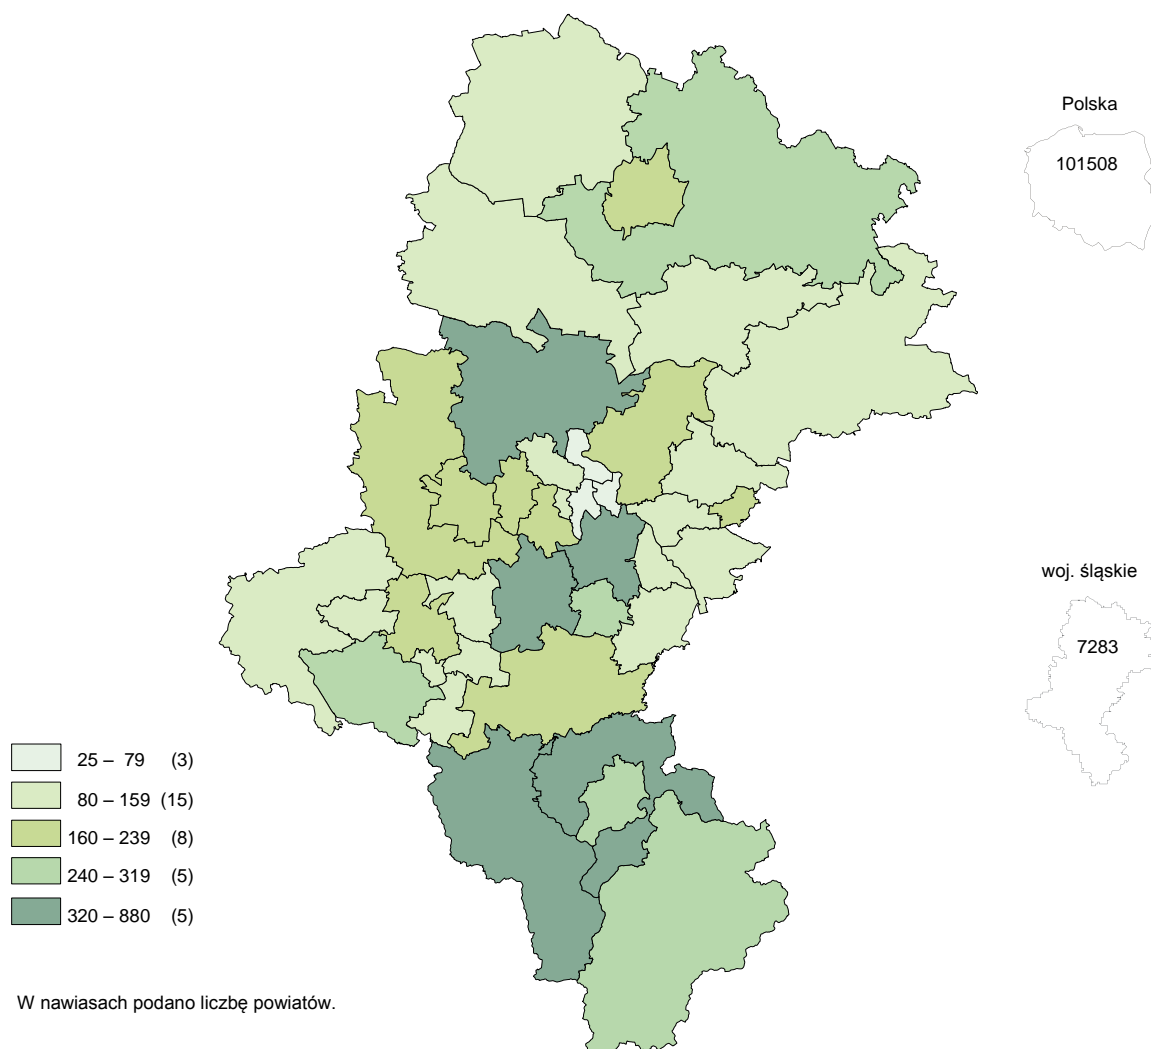 Polska
101508
woj. śląskie
7283
25 – 79 (3)
80 – 159 (15)
160 – 239 (8)
240 – 319 (5)
320 – 880 (5)
W nawiasach podano liczbę powiatów.